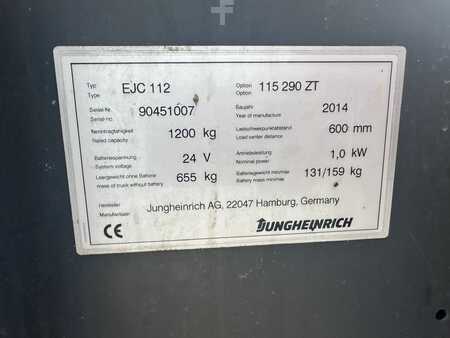 Typ EJC 112 Option 115 290 ZT
Type Option
Serien-Nr. 90451007 Baujahr 2014
Serial no. Year of manufacture
Nenntragfähigkeit 1200 kg Lastschwerpunktabstand 600 mm
Rated capacity Load center distance
Batteriespannung 24 V Antriebsleistung 1,0 kW
System voltage Nominal power
Leergewicht ohne Batterie 655 kg Batteriegewicht min/max 131/159 kg
Mass of truck without battery Battery mass min/max
Hersteller Jungheinrich AG, 22047 Hamburg, Germany
Manufacturer
CE JUNGHEINRICH